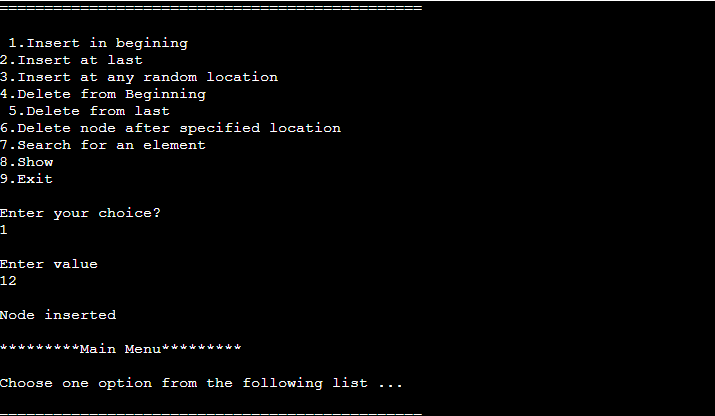 ===============================================
1.Insert in begining
2.Insert at last
3.Insert at any random location
4.Delete from Beginning
5.Delete from last
6.Delete node after specified location
7.Search for an element
8.Show
9.Exit
Enter your choice?
1
Enter value
12
Node inserted
*********Main Menu*********
Choose one option from the following list ...
===============================================